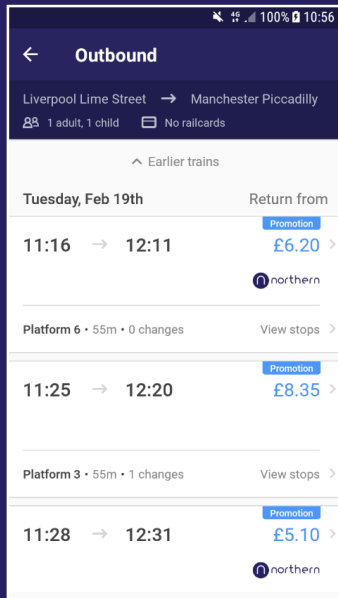 4G 100% 10:56
Outbound
Liverpool Lime Street → Manchester Piccadilly
1 adult, 1 child No railcards
Earlier trains
Tuesday, Feb 19th Return from
Promotion
11:16 → 12:11 £6.20
northern
Platform 6 • 55m • 0 changes View stops
Promotion
11:25 → 12:20 £8.35
Platform 3 • 55m • 1 changes View stops
Promotion
11:28 → 12:31 £5.10
northern